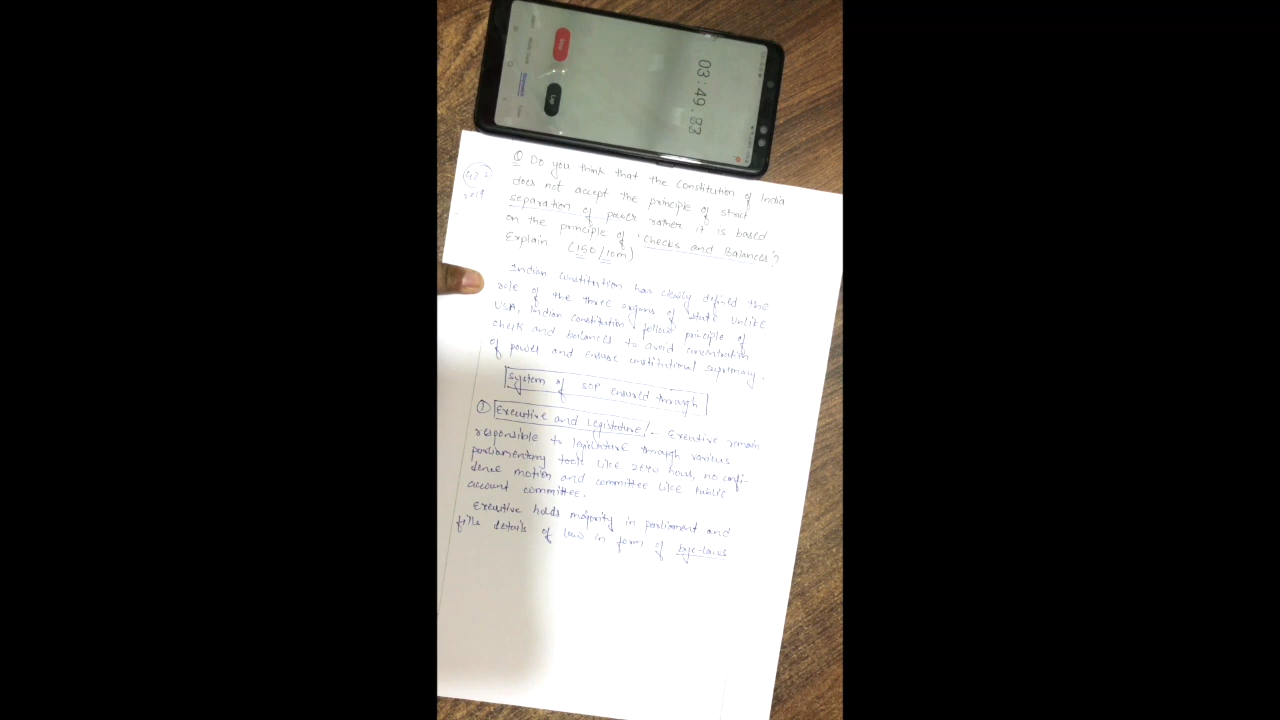 03:49.83
Stop
Lap
Stopwatch
Q Do you think that the Constitution of India
does not accept the principle of strict
separation of power rather it is based
on the principle of 'Checks and Balances'?
Explain (150/10m)
2019
Indian Constitution has clearly defined the
role of the three organs of state unlike
USA, Indian constitution follow principle of
check and balances to avoid concentration
of power and ensure constitutional supremacy.
System of SOP ensured through
① Executive and Legislature! - Executive remain
responsible to legislature through various
parliamentary tools like zero hour, no confi-
dence motion and committee like Public
account committee.
Executive holds majority in parliament and
fills details of law in form of bye-laws